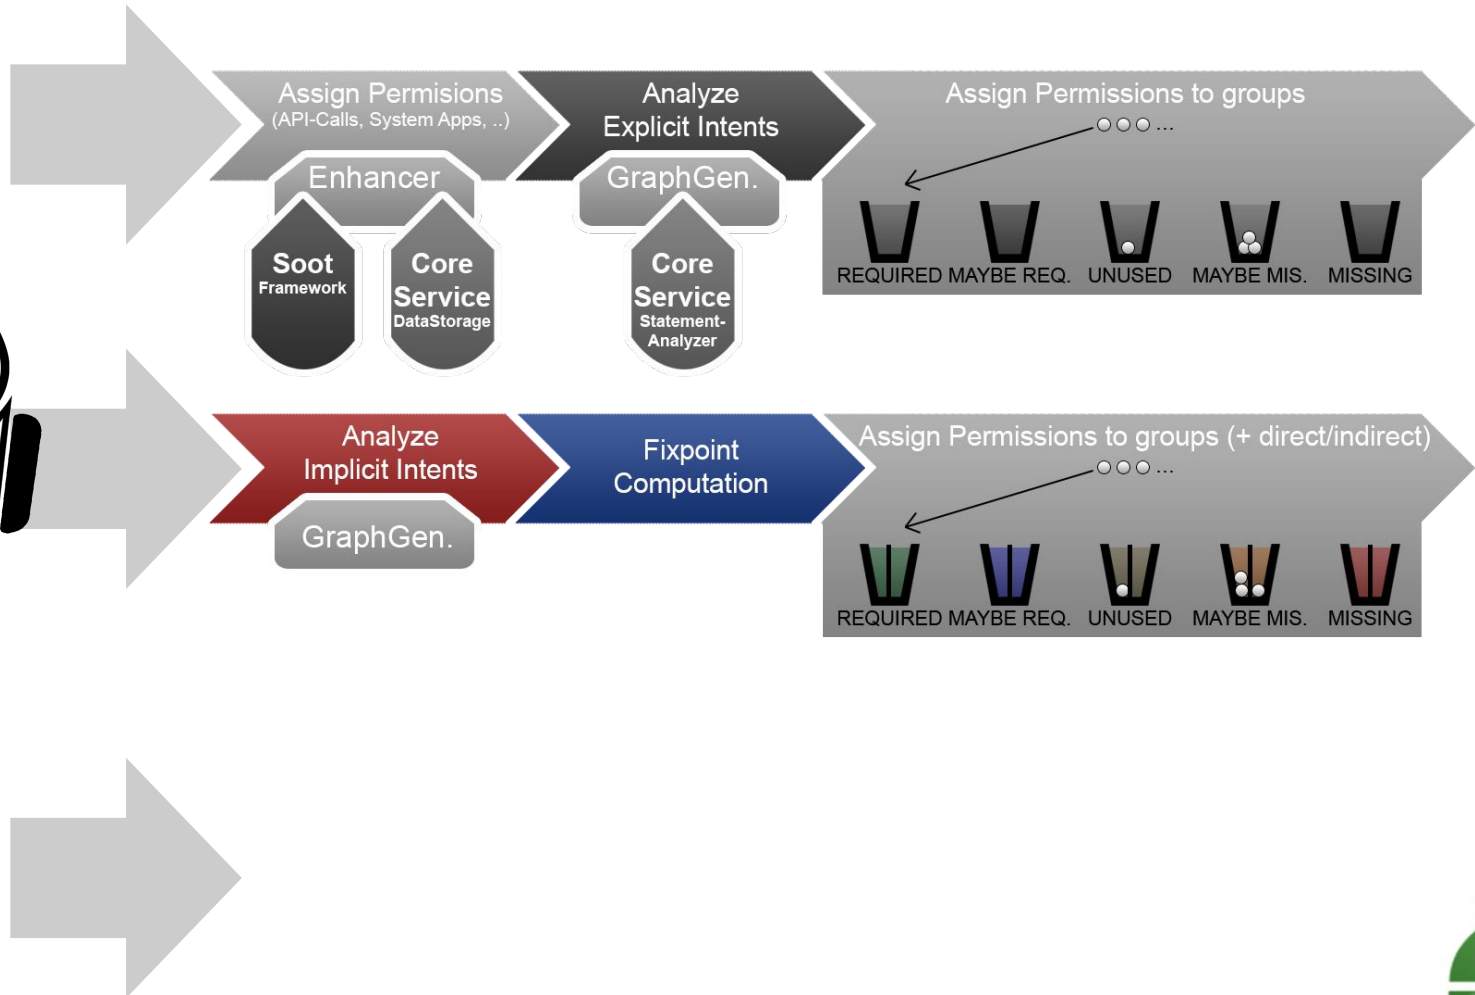 Assign Permisions
(API-Calls, System Apps, ..)
Enhancer
Soot
Framework
Core
Service
DataStorage
Analyze
Explicit Intents
GraphGen.
Core
Service
Statement-
Analyzer
Assign Permissions to groups
...
REQUIRED MAYBE REQ. UNUSED MAYBE MIS. MISSING
Analyze
Implicit Intents
GraphGen.
Fixpoint
Computation
Assign Permissions to groups (+ direct/indirect)
...
REQUIRED MAYBE REQ. UNUSED MAYBE MIS. MISSING